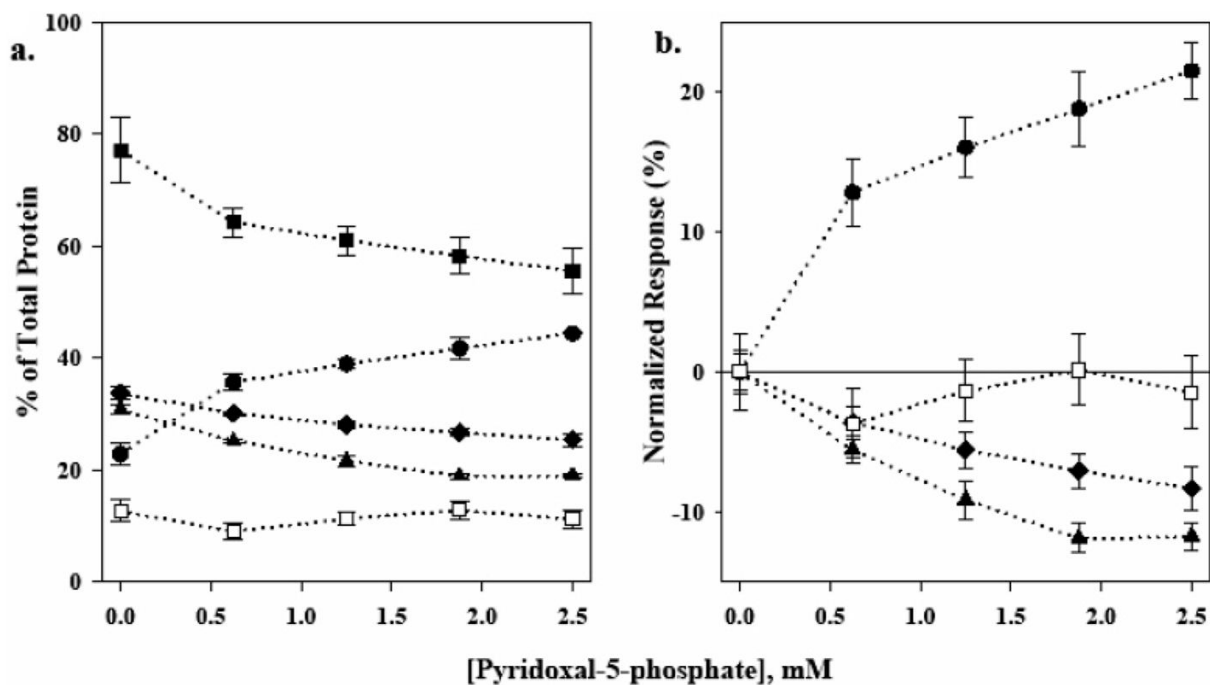 a.
% of Total Protein
100
80
60
40
20
0
0.0 0.5 1.0 1.5 2.0 2.5
b.
Normalized Response (%)
20
10
0
-10
0.0 0.5 1.0 1.5 2.0 2.5
[Pyridoxal-5-phosphate], mM